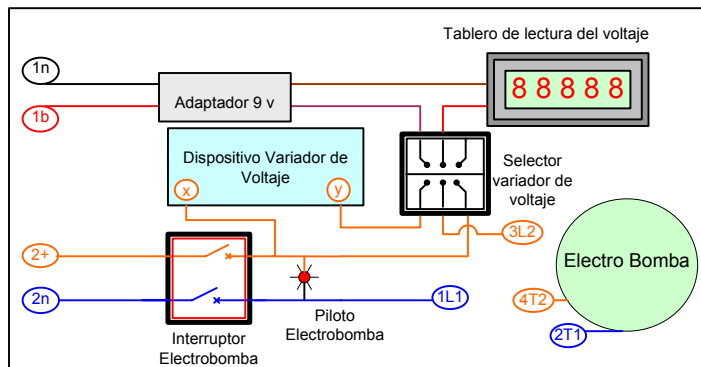 Tablero de lectura del voltaje
1n
1b
Adaptador 9 v
88888
Dispositivo Variador de
Voltaje
x
y
Selector
variador de
voltaje
2+
3L2
Electro Bomba
4T2
2n
1L1
2T1
Piloto
Electrobomba
Interruptor
Electrobomba